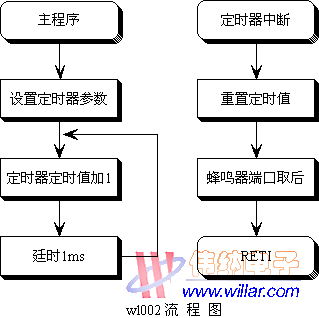 主程序
设置定时器参数
定时器定时值加1
廷时1ms
定时器中断
重置定时值
蜂鸣器端口取后
RETI
伟纳电子
www.willar.com
wl002 流 程 图